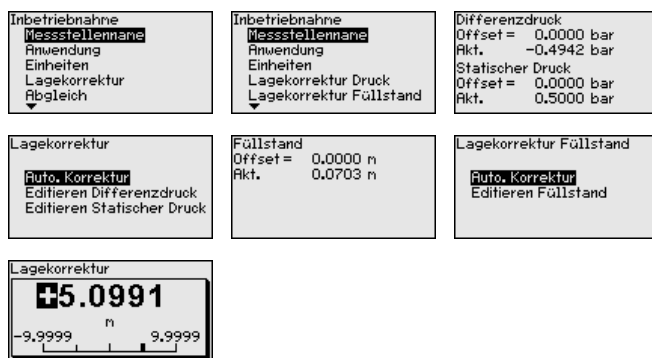 Inbetriebnahme
Messstellenname
Anwendung
Einheiten
Lagekorrektur
Abgleich
Inbetriebnahme
Messstellenname
Anwendung
Einheiten
Lagekorrektur Druck
Lagekorrektur Füllstand
Differenzdruck
Offset = 0.0000 bar
Akt. -0.4942 bar
Statischer Druck
Offset = 0.0000 bar
Akt. 0.5000 bar
Lagekorrektur
Auto. Korrektur
Editieren Differenzdruck
Editieren Statischer Druck
Füllstand
Offset = 0.0000 m
Akt. 0.0703 m
Lagekorrektur Füllstand
Auto. Korrektur
Editieren Füllstand
Lagekorrektur
+5.0991
m
-9.9999 9.9999